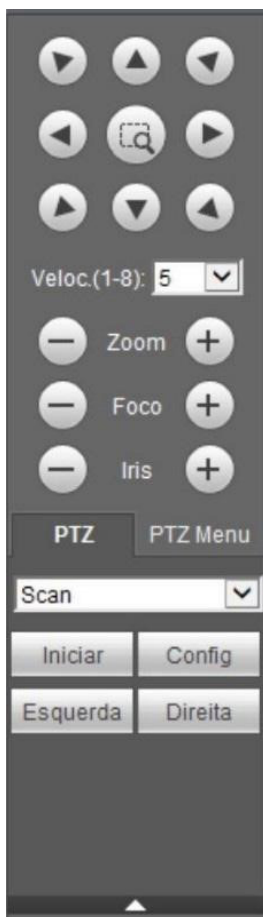 Veloc.(1-8): 5
Zoom
Foco
Iris
PTZ PTZ Menu
Scan
Iniciar Config
Esquerda Direita